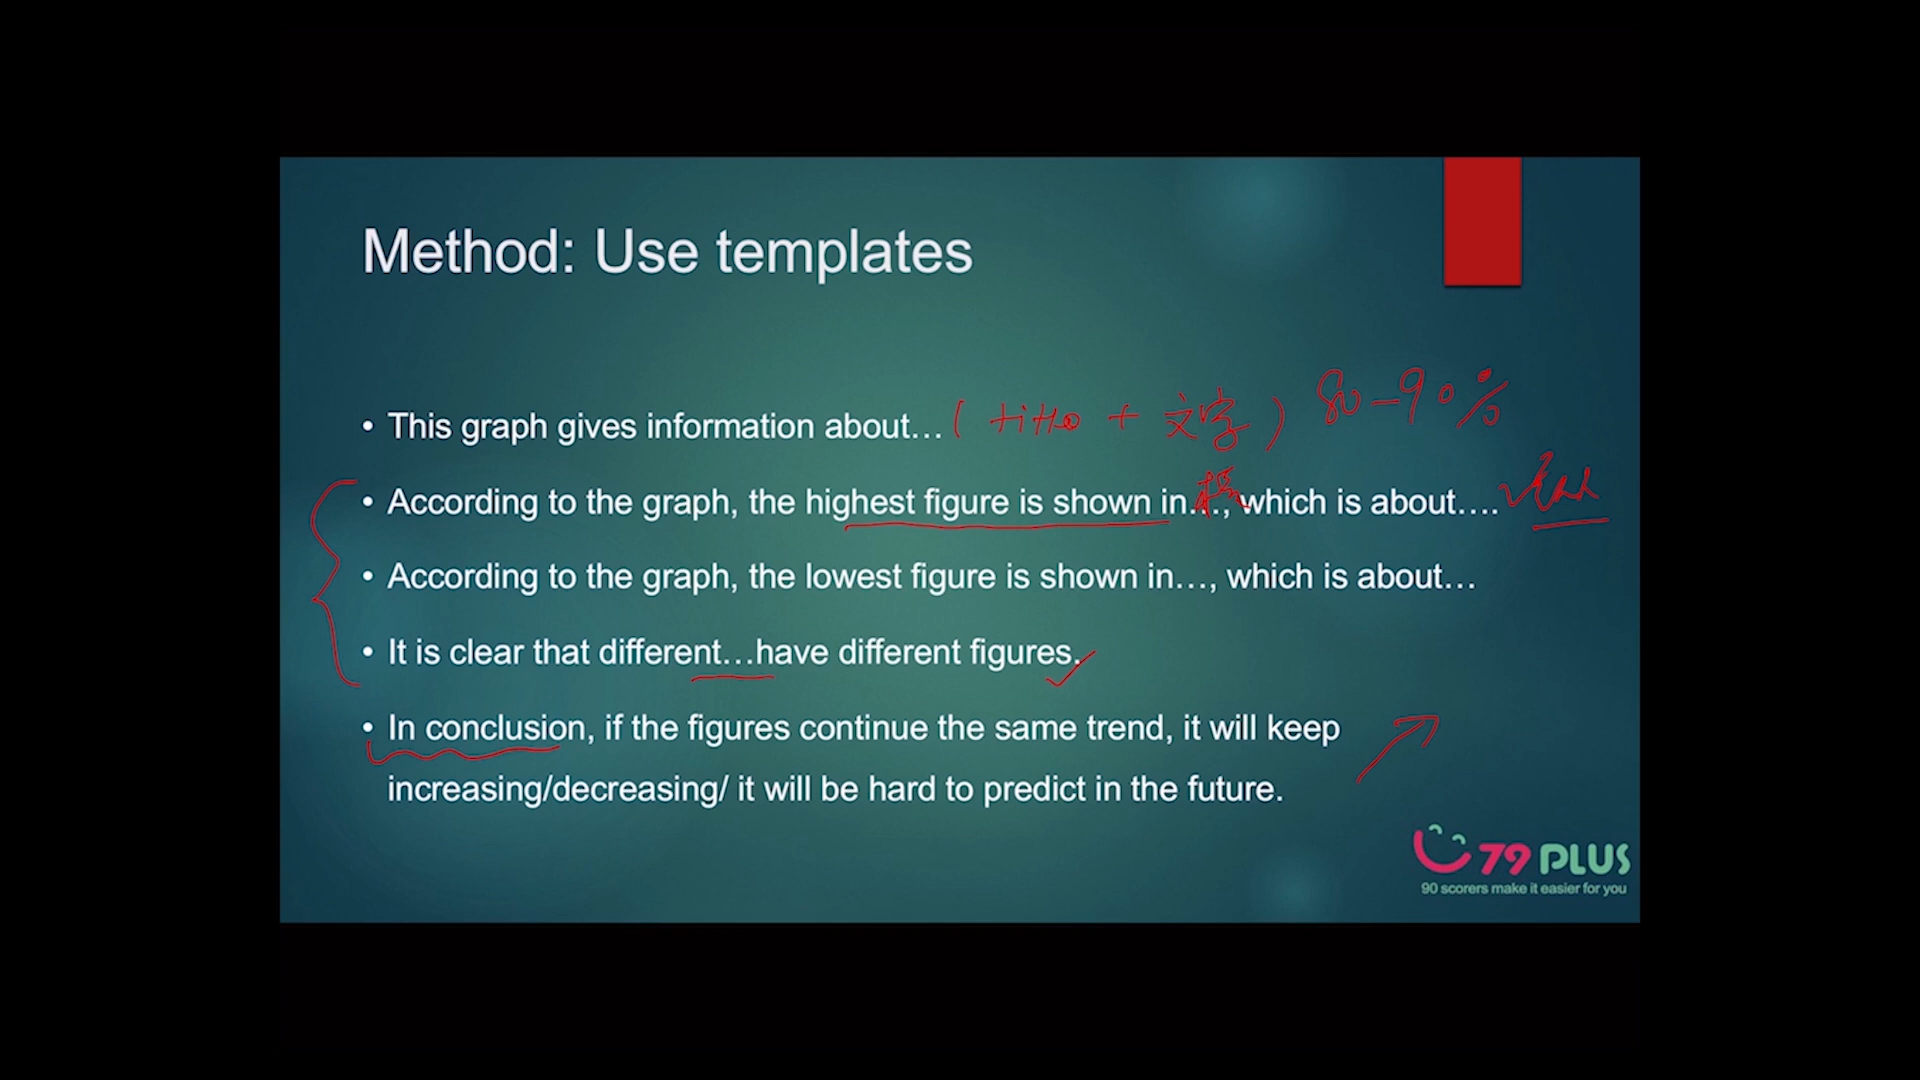 Method: Use templates
• This graph gives information about… ( title + 文字 ) 80-90%
• According to the graph, the highest figure is shown in…, which is about….
• According to the graph, the lowest figure is shown in…, which is about…
• It is clear that different…have different figures.
• In conclusion, if the figures continue the same trend, it will keep
increasing/decreasing/ it will be hard to predict in the future.
79 PLUS
90 scorers make it easier for you